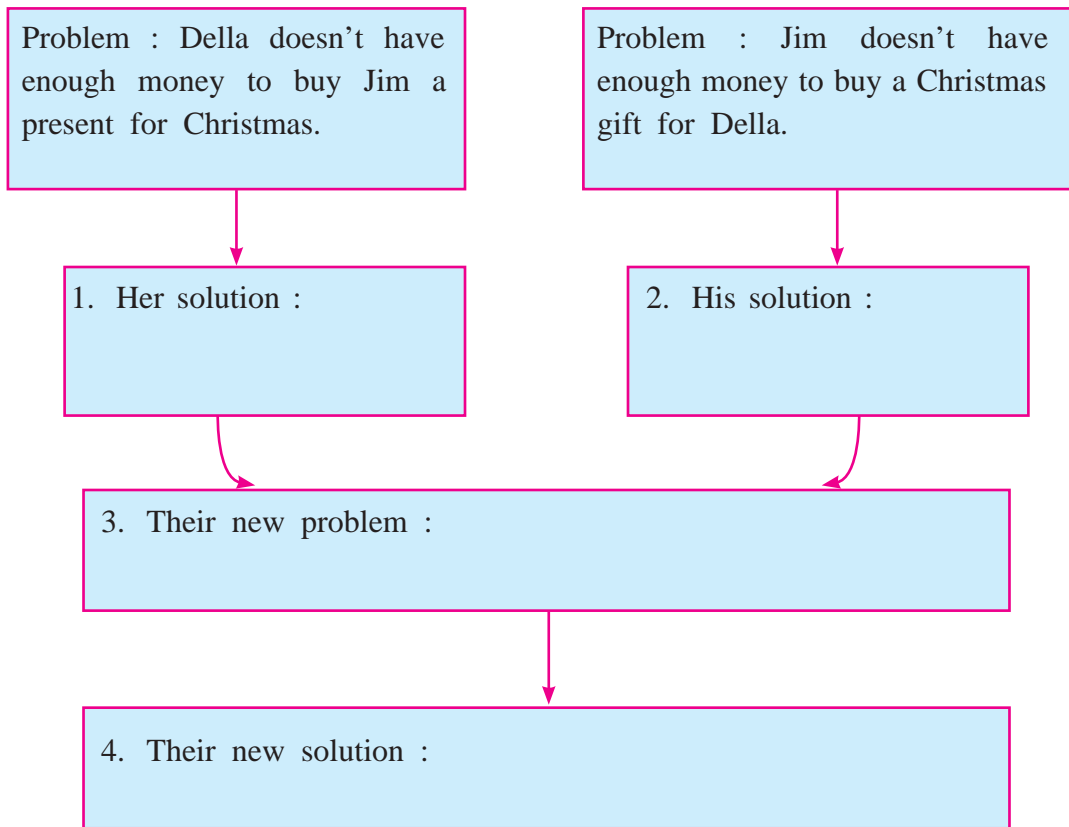 Problem : Della doesn't have
enough money to buy Jim a
present for Christmas.
Problem : Jim doesn't have
enough money to buy a Christmas
gift for Della.
1. Her solution :
2. His solution :
3. Their new problem :
4. Their new solution :